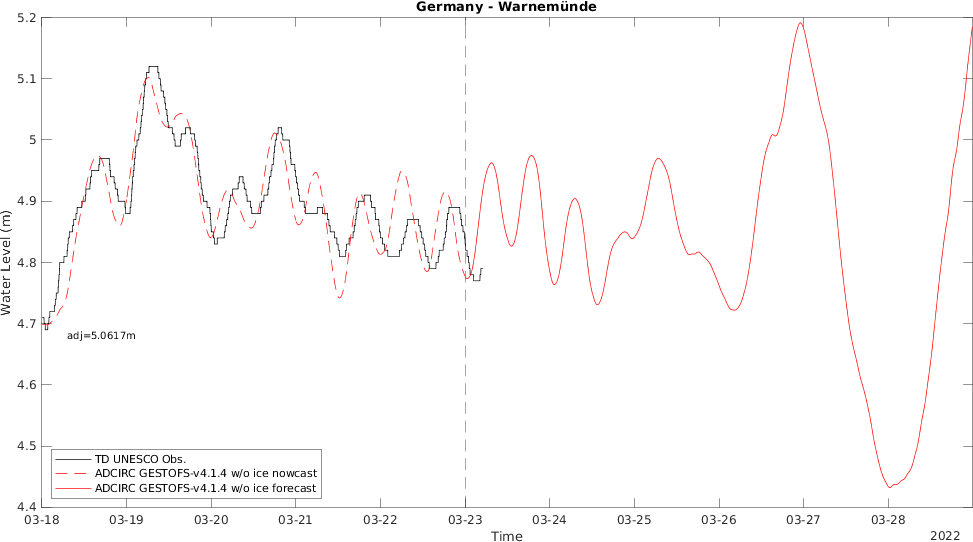 Germany - Warnemünde
5.2
5.1
5
4.9
4.8
4.7
4.6
4.5
4.4
Water Level (m)
adj=5.0617m
TD UNESCO Obs.
ADCIRC GESTOFS-v4.1.4 w/o ice nowcast
ADCIRC GESTOFS-v4.1.4 w/o ice forecast
03-18 03-19 03-20 03-21 03-22 03-23 03-24 03-25 03-26 03-27 03-28
Time
2022